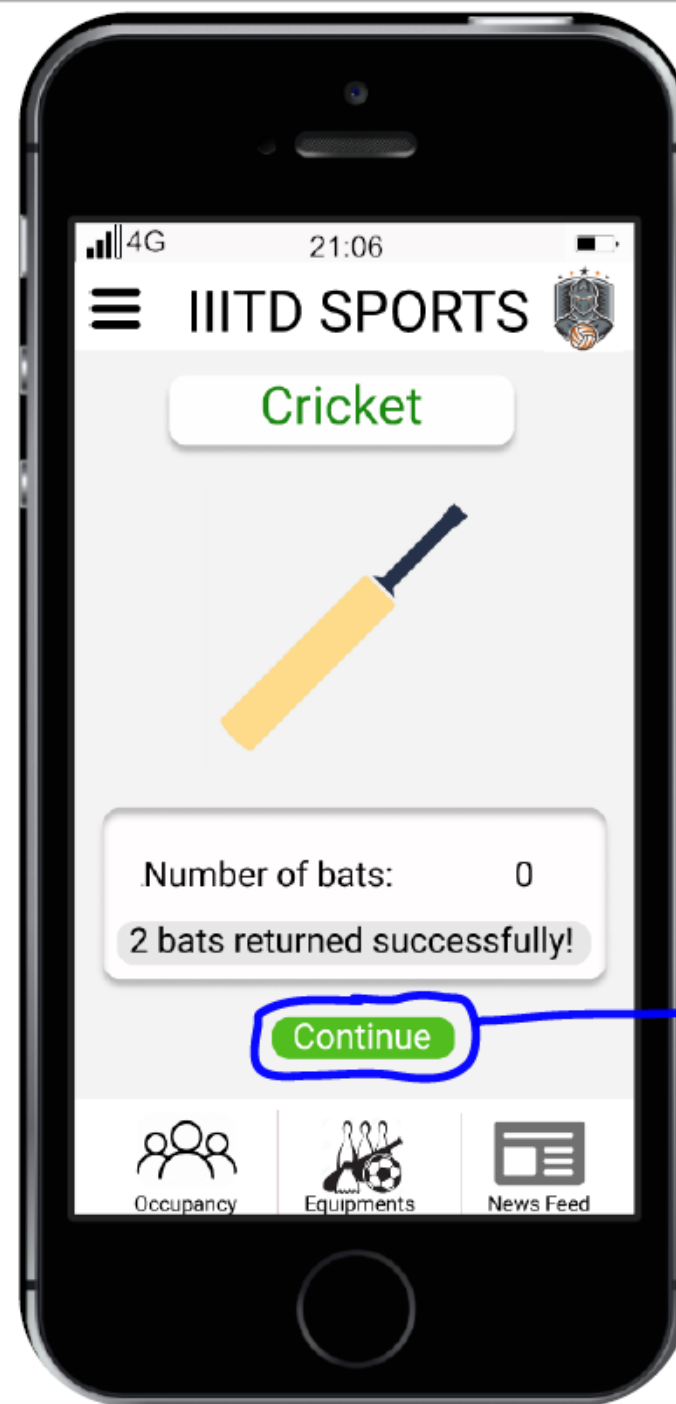 4G 21:06
IIITD SPORTS
Cricket
Number of bats: 0
2 bats returned successfully!
Continue
Occupancy Equipments News Feed